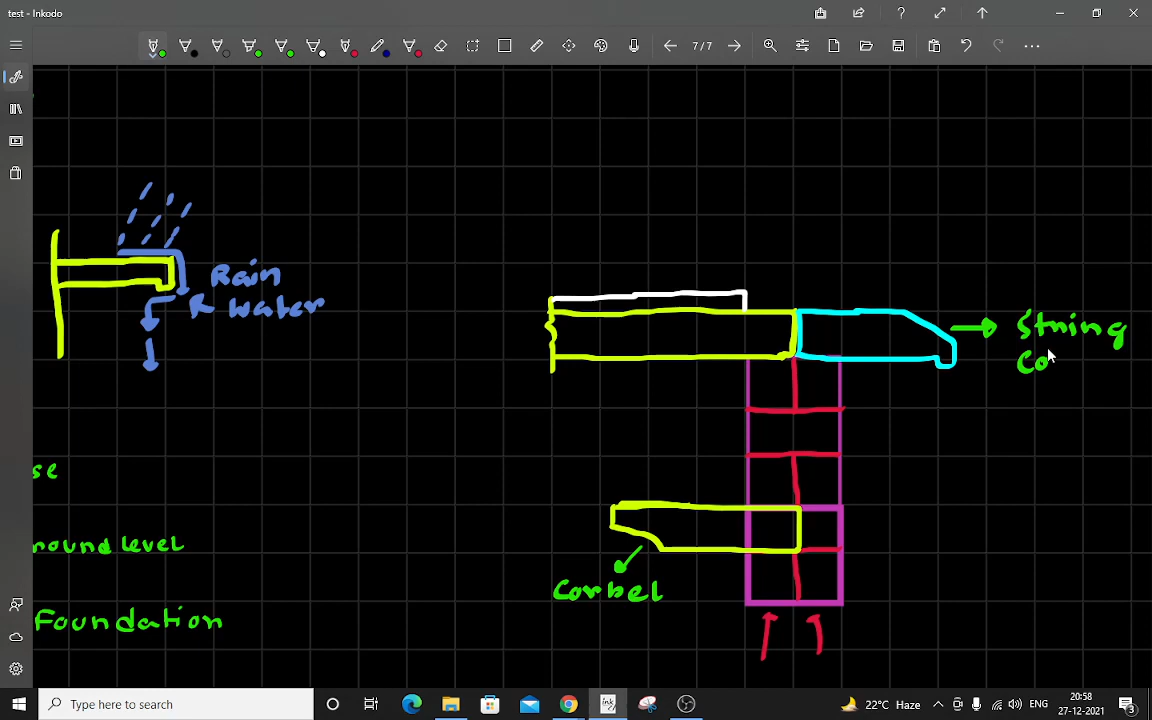 test - Inkodo
7/7
Rain
R water
String
Co
se
round level
Corbel
Foundation
Type here to search
22°C Haze
ENG
20:58
27-12-2021
3